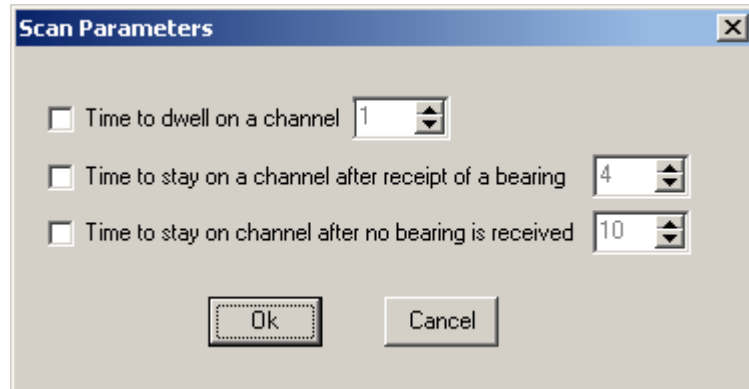 Scan Parameters
Time to dwell on a channel 1
Time to stay on a channel after receipt of a bearing 4
Time to stay on channel after no bearing is received 10
Ok Cancel